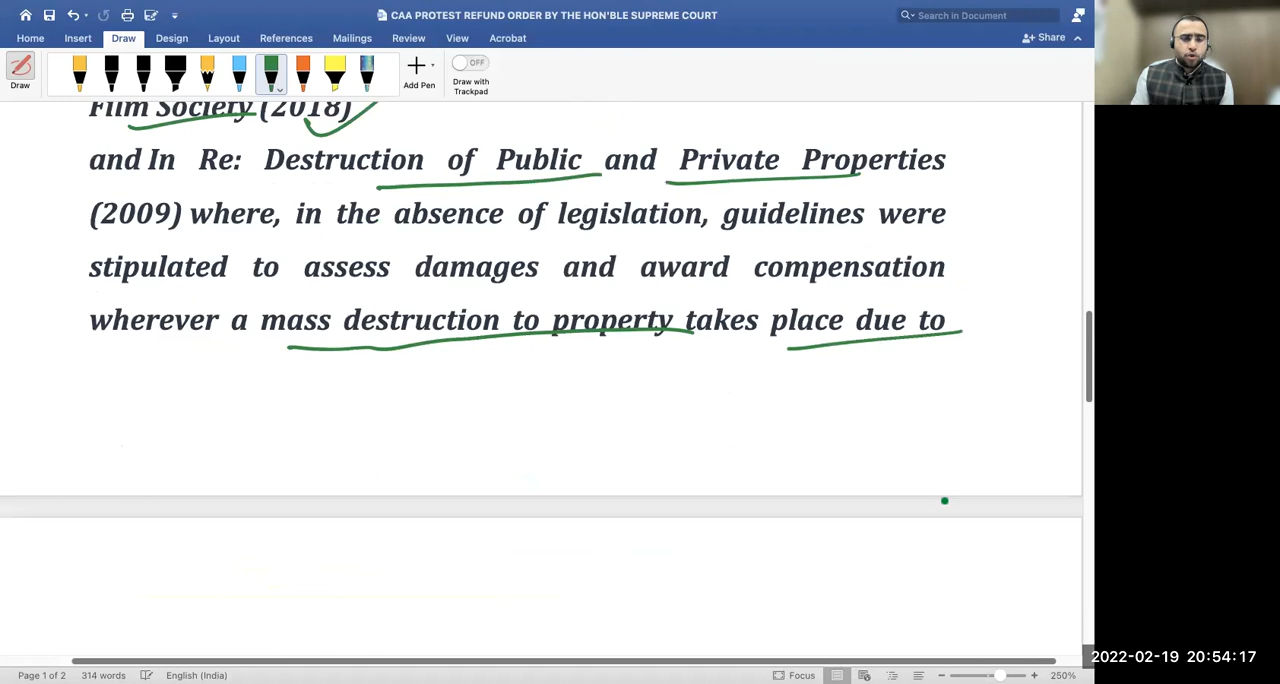 CAA PROTEST REFUND ORDER BY THE HON'BLE SUPREME COURT
Search in Document
Home Insert Draw Design Layout References Mailings Review View Acrobat
Share
OFF
Draw
Add Pen
Draw with
Trackpad
Film Society (2018)
and In Re: Destruction of Public and Private Properties
(2009) where, in the absence of legislation, guidelines were
stipulated to assess damages and award compensation
wherever a mass destruction to property takes place due to
2022-02-19 20:54:17
Page 1 of 2 314 words English (India) Focus 250%